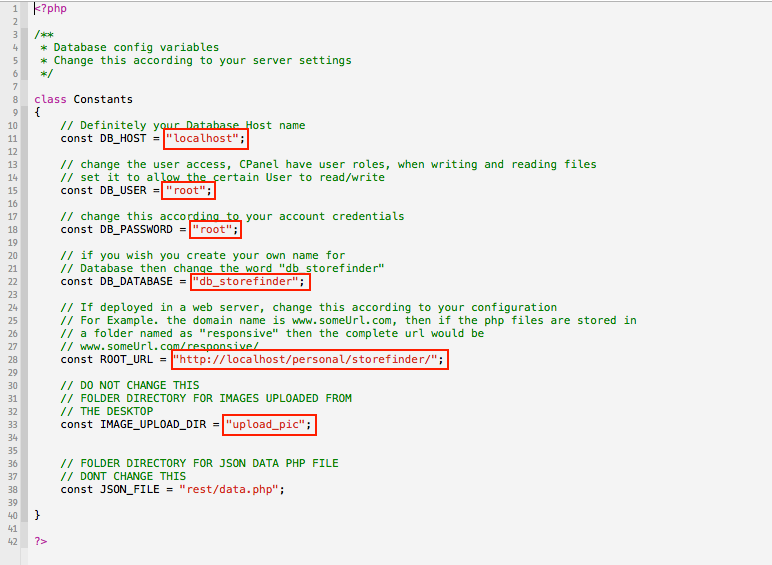 1 <?php
2
3 /**
4  * Database config variables
5  * Change this according to your server settings
6  */
7
8 class Constants
9 {
10     // Definitely your Database Host name
11     const DB_HOST = "localhost";
12
13     // change the user access, CPanel have user roles, when writing and reading files
14     // set it to allow the certain User to read/write
15     const DB_USER = "root";
16
17     // change this according to your account credentials
18     const DB_PASSWORD = "root";
19
20     // if you wish you create your own name for
21     // Database then change the word "db_storefinder"
22     const DB_DATABASE = "db_storefinder";
23
24     // If deployed in a web server, change this according to your configuration
25     // For Example. the domain name is www.someUrl.com, then if the php files are stored in
26     // a folder named as "responsive" then the complete url would be
27     // www.someUrl.com/responsive/
28     const ROOT_URL = "http://localhost/personal/storefinder/";
29
30     // DO NOT CHANGE THIS
31     // FOLDER DIRECTORY FOR IMAGES UPLOADED FROM
32     // THE DESKTOP
33     const IMAGE_UPLOAD_DIR = "upload_pic";
34
35
36     // FOLDER DIRECTORY FOR JSON DATA PHP FILE
37     // DONT CHANGE THIS
38     const JSON_FILE = "rest/data.php";
39
40 }
41
42 ?>